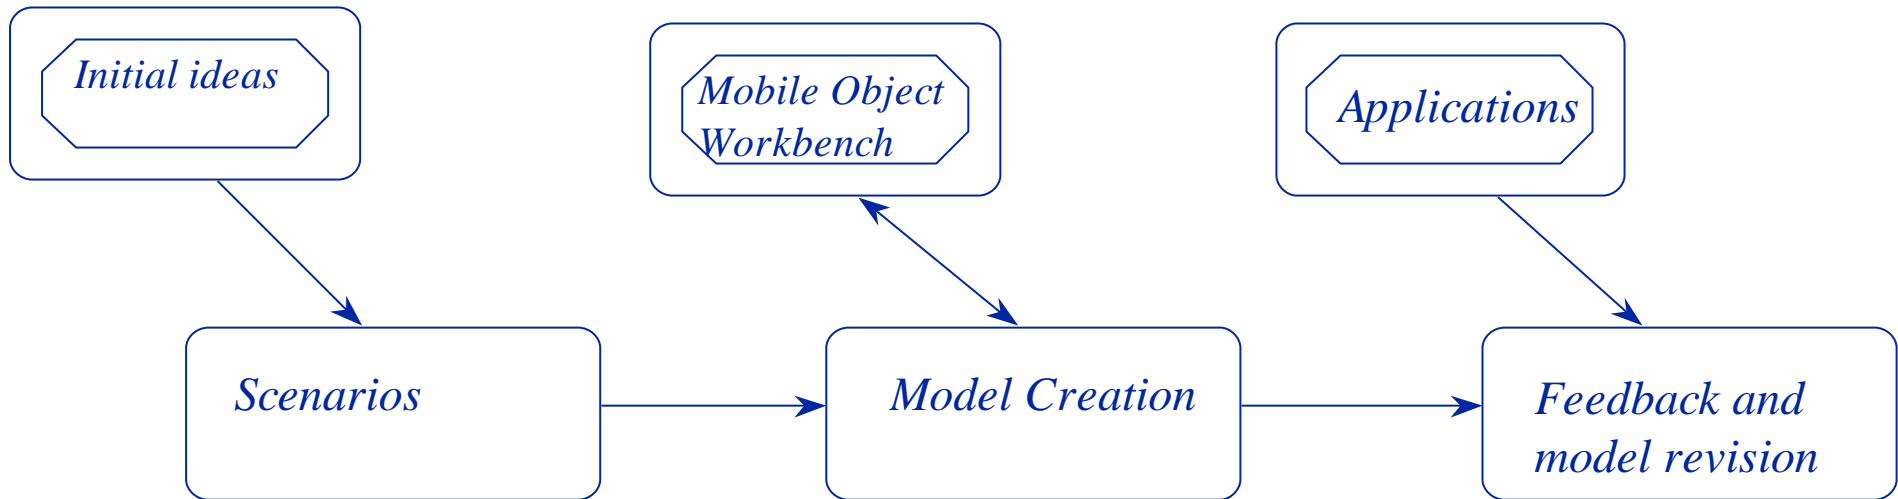 Initial ideas
Mobile Object
Workbench
Applications
Scenarios
Model Creation
Feedback and
model revision